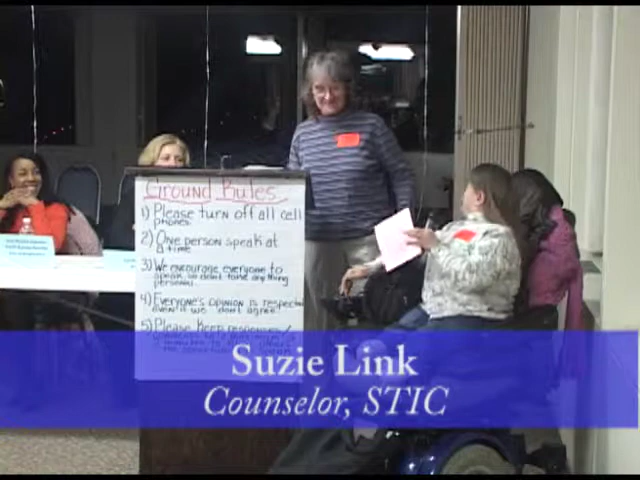 Ground Rules
1) Please turn off all cell
phones.
2) One person speak at
a time
3) We encourage everyone to
speak so don't take anything
personal
4) Everyone's opinion is respected
even if we don't agree
5) Please keep responses/
Suzie Link
Counselor, STIC